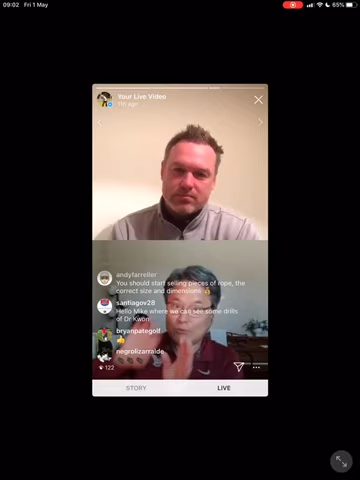 09:02 Fri 1 May
65%
Your Live Video
11h ago
andyfarreller
You should start selling pieces of rope, the
correct size and dimensions 👌
santiagov28
Hello Mike where we can see some drills
of Dr Kwon
bryanpategolf
👍
negrolizarraide
👏👏👏👏
122
STORY
LIVE